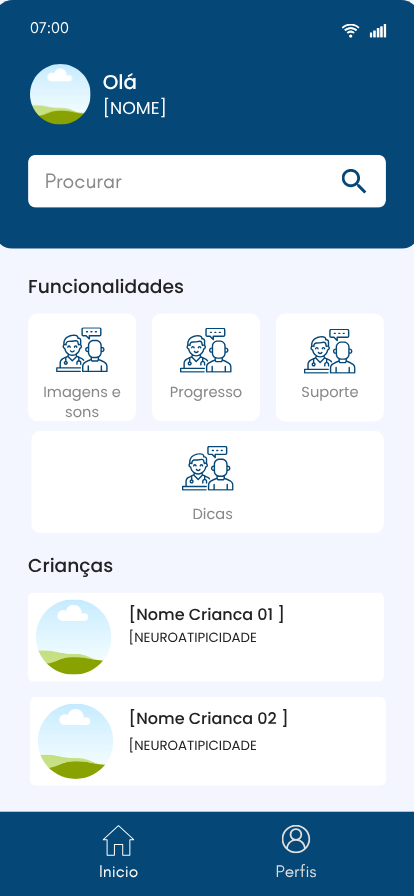 07:00
Olá
[NOME]
Procurar
Funcionalidades
Imagens e
sons
Progresso
Suporte
Dicas
Crianças
[Nome Crianca 01 ]
[NEUROATIPICIDADE
[Nome Crianca 02 ]
[NEUROATIPICIDADE
Inicio
Perfis